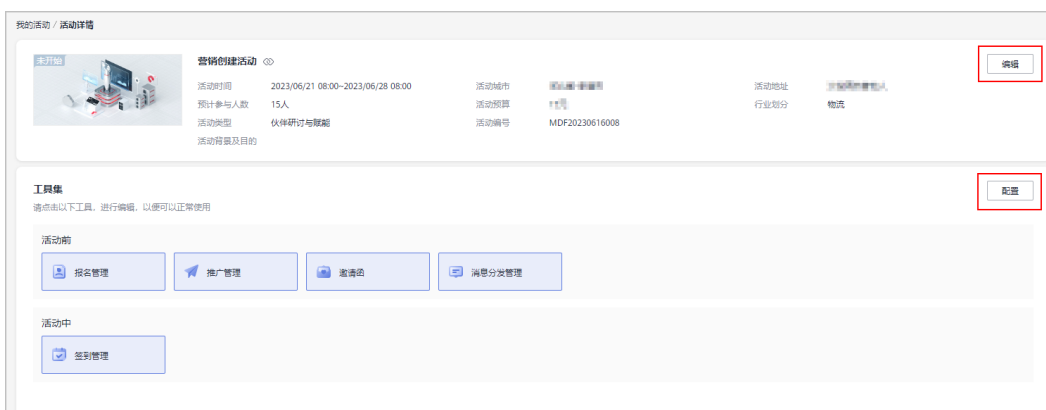 我的活动 / 活动详情
未开始
营销创建活动
编辑
活动时间 2023/06/21 08:00~2023/06/28 08:00 活动城市 活动地址
预计参与人数 15人 活动预算 行业划分 物流
活动类型 伙伴研讨与赋能 活动编号 MDF20230616008
活动背景及目的
工具集
配置
请点击以下工具，进行编辑，以便可以正常使用
活动前
报名管理 推广管理 邀请函 消息分发管理
活动中
签到管理